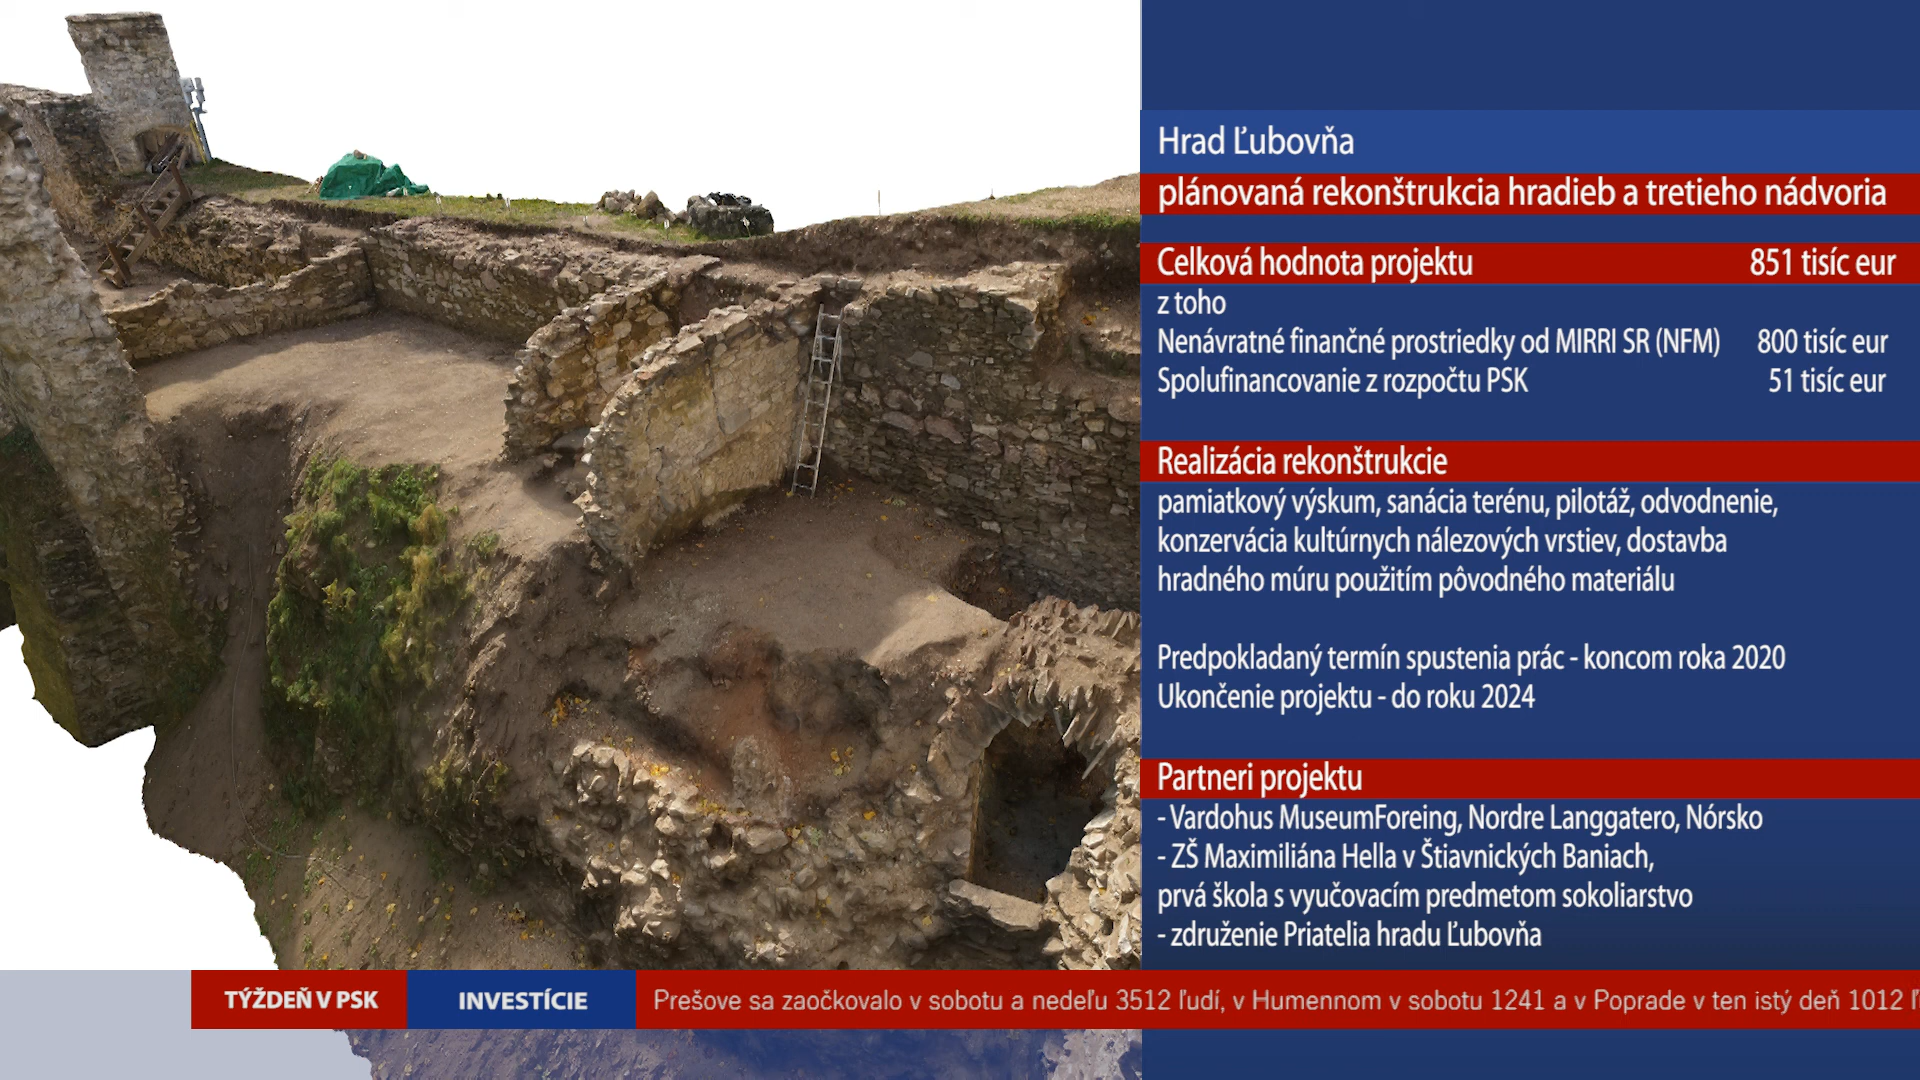 Hrad Ľubovňa
plánovaná rekonštrukcia hradieb a tretieho nádvoria
Celková hodnota projektu 851 tisíc eur
z toho
Nenávratné finančné prostriedky od MIRRI SR (NFM) 800 tisíc eur
Spolufinancovanie z rozpočtu PSK 51 tisíc eur
Realizácia rekonštrukcie
pamiatkový výskum, sanácia terénu, pilotáž, odvodnenie,
konzervácia kultúrnych nálezových vrstiev, dostavba
hradného múru použitím pôvodného materiálu
Predpokladaný termín spustenia prác - koncom roka 2020
Ukončenie projektu - do roku 2024
Partneri projektu
- Vardohus MuseumForeing, Nordre Langgatero, Nórsko
- ZŠ Maximiliána Hella v Štiavnických Baniach,
prvá škola s vyučovacím predmetom sokoliarstvo
- združenie Priatelia hradu Ľubovňa
TÝŽDEŇ V PSK INVESTÍCIE Prešove sa zaočkovalo v sobotu a nedeľu 3512 ľudí, v Humennom v sobotu 1241 a v Poprade v ten istý deň 1012